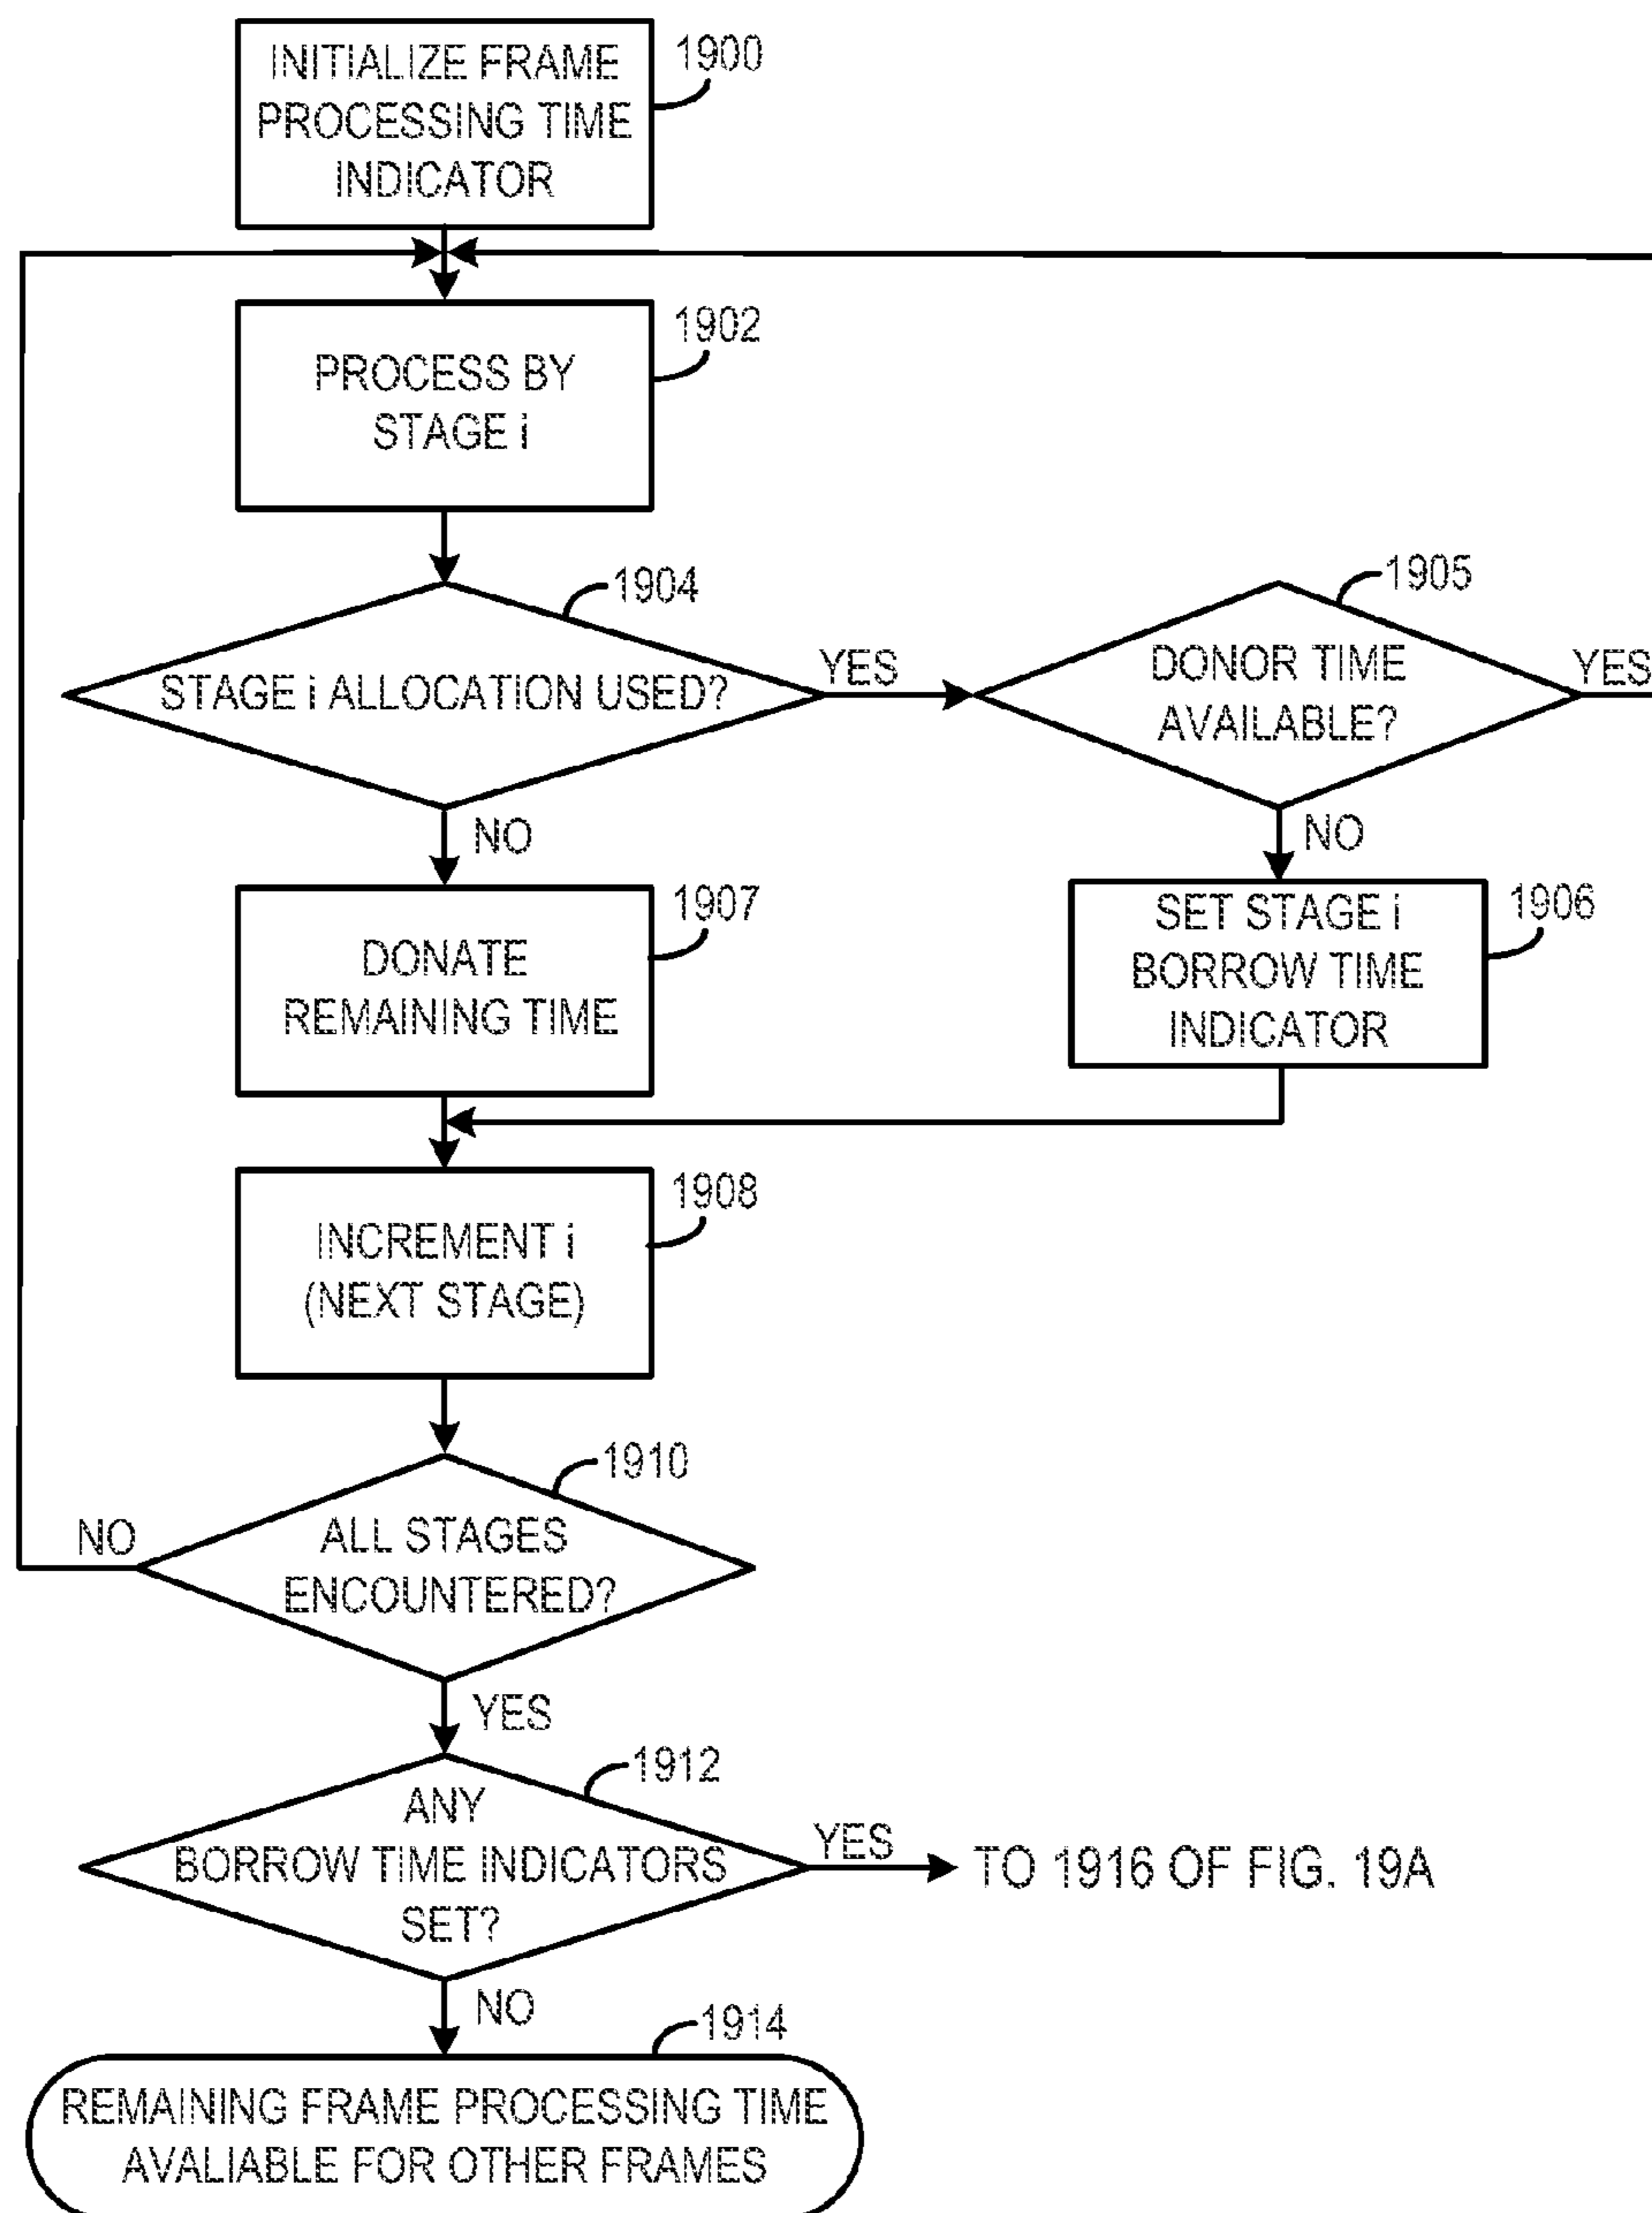 INITIALIZE FRAME
PROCESSING TIME
INDICATOR
1900
PROCESS BY
STAGE i
1902
STAGE i ALLOCATION USED?
1904
YES
DONOR TIME
AVAILABLE?
1905
YES
NO
NO
DONATE
REMAINING TIME
1907
SET STAGE i
BORROW TIME
INDICATOR
1906
INCREMENT i
(NEXT STAGE)
1908
ALL STAGES
ENCOUNTERED?
1910
NO
YES
ANY
BORROW TIME INDICATORS
SET?
1912
YES
TO 1916 OF FIG. 19A
NO
1914
REMAINING FRAME PROCESSING TIME
AVALIABLE FOR OTHER FRAMES